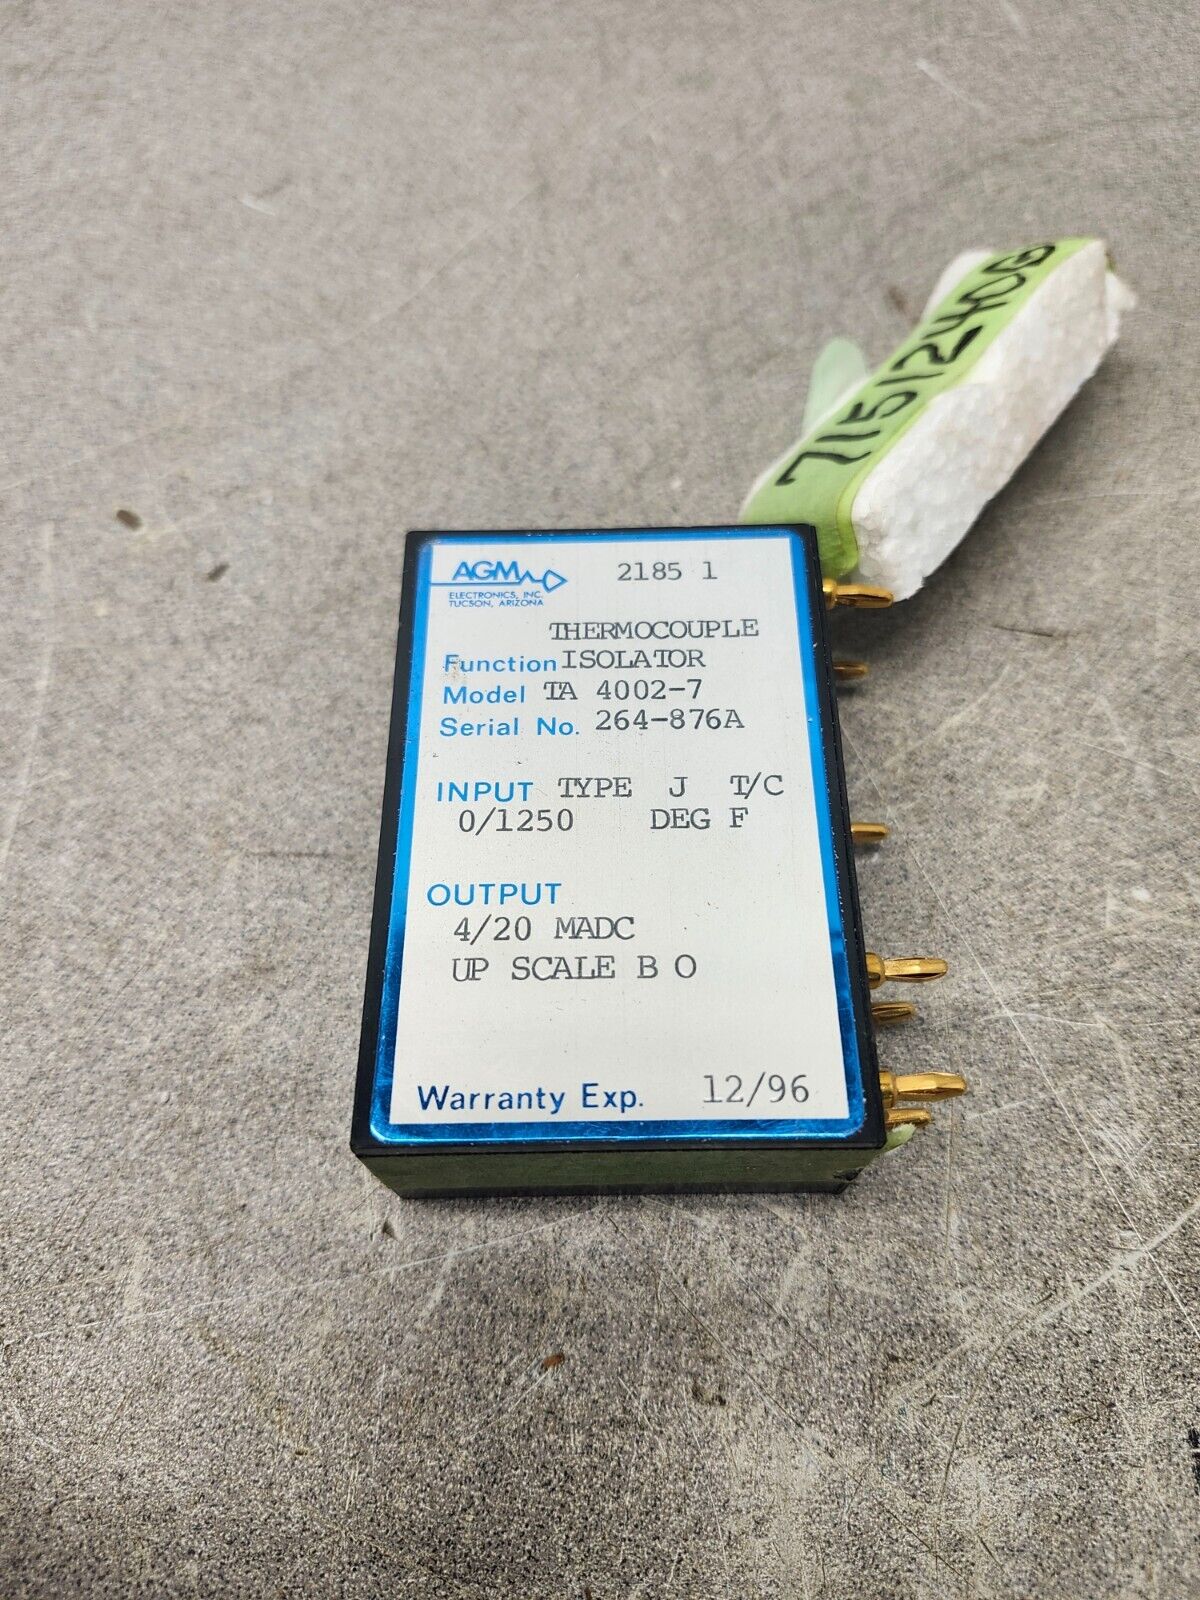 7151240
AGM
ELECTRONICS, INC.
TUCSON, ARIZONA
2185 1
THERMOCOUPLE
Function ISOLATOR
Model TA 4002-7
Serial No. 264-876A
INPUT TYPE J T/C
0/1250 DEG F
OUTPUT
4/20 MADC
UP SCALE B O
Warranty Exp. 12/96